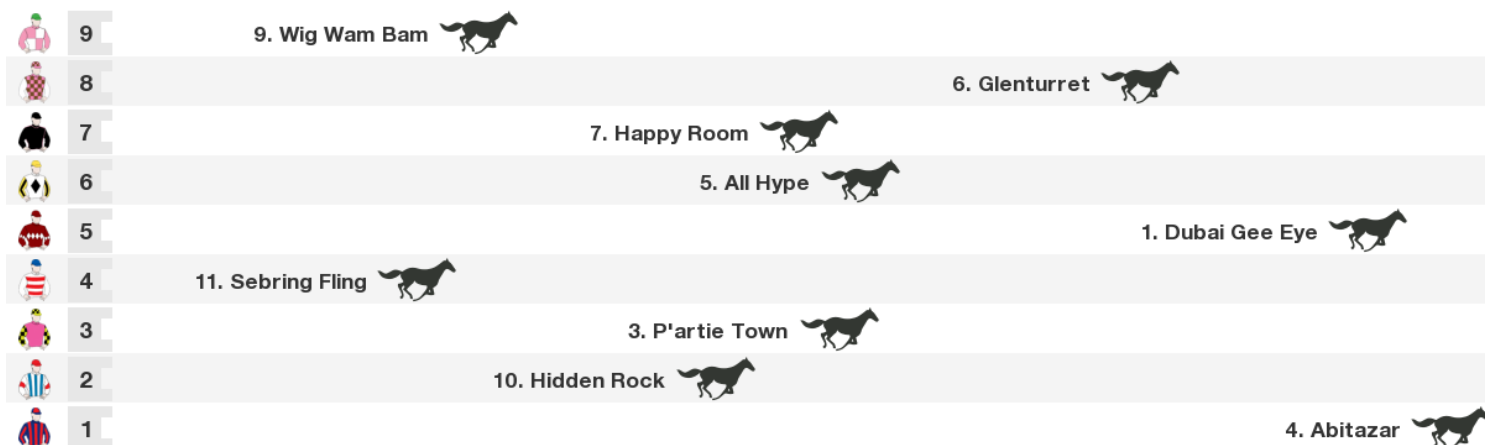 9 9. Wig Wam Bam
8 6. Glenturret
7 7. Happy Room
6 5. All Hype
5 1. Dubai Gee Eye
4 11. Sebring Fling
3 3. P'artie Town
2 10. Hidden Rock
1 4. Abitazar